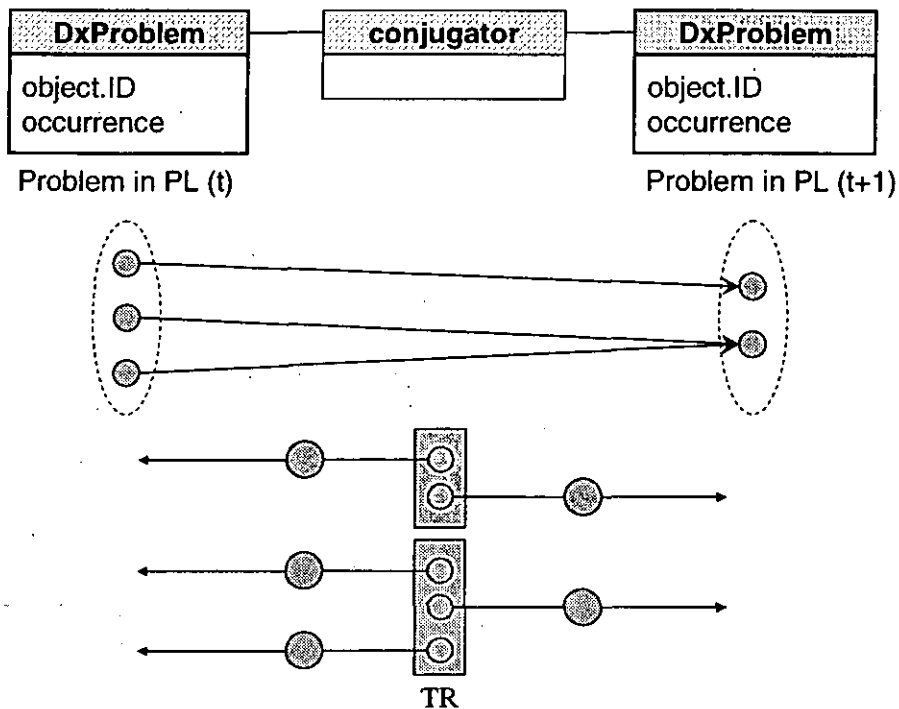 DxProblem
conjugator
DxProblem
object.ID
occurrence
object.ID
occurrence
Problem in PL (t)
Problem in PL (t+1)
TR